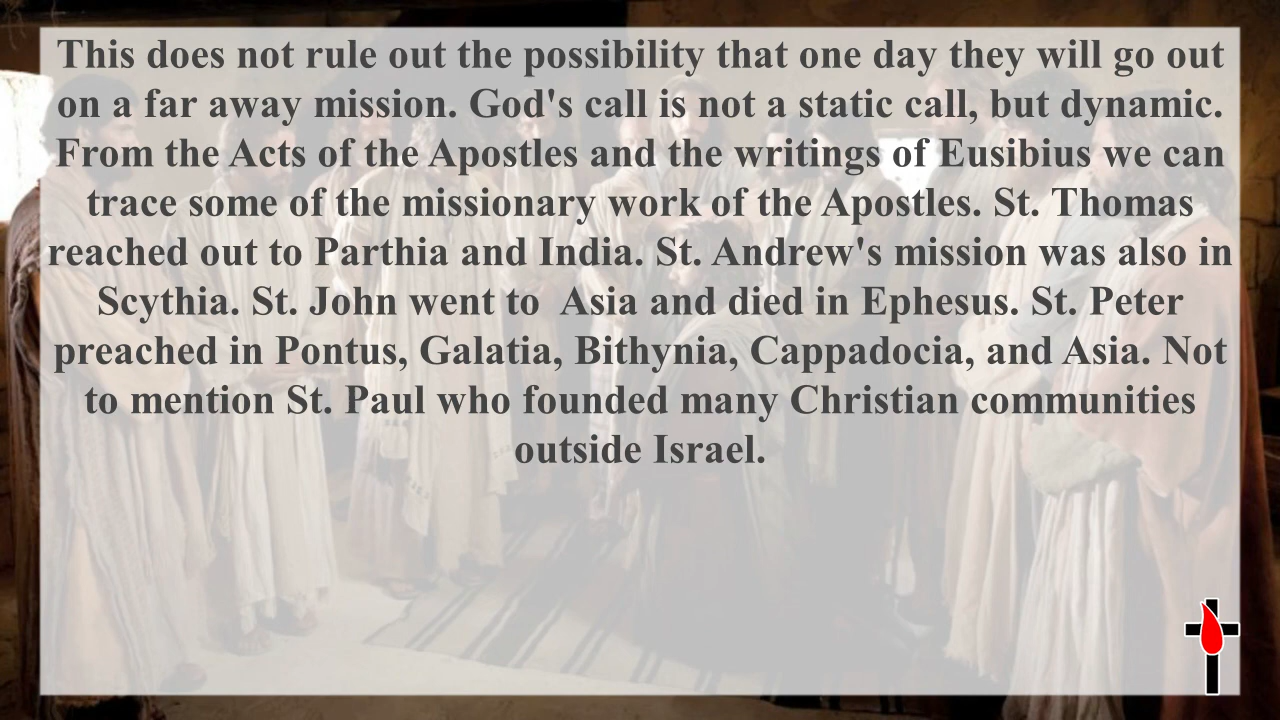 This does not rule out the possibility that one day they will go out
on a far away mission. God's call is not a static call, but dynamic.
From the Acts of the Apostles and the writings of Eusibius we can
trace some of the missionary work of the Apostles. St. Thomas
reached out to Parthia and India. St. Andrew's mission was also in
Scythia. St. John went to  Asia and died in Ephesus. St. Peter
preached in Pontus, Galatia, Bithynia, Cappadocia, and Asia. Not
to mention St. Paul who founded many Christian communities
outside Israel.